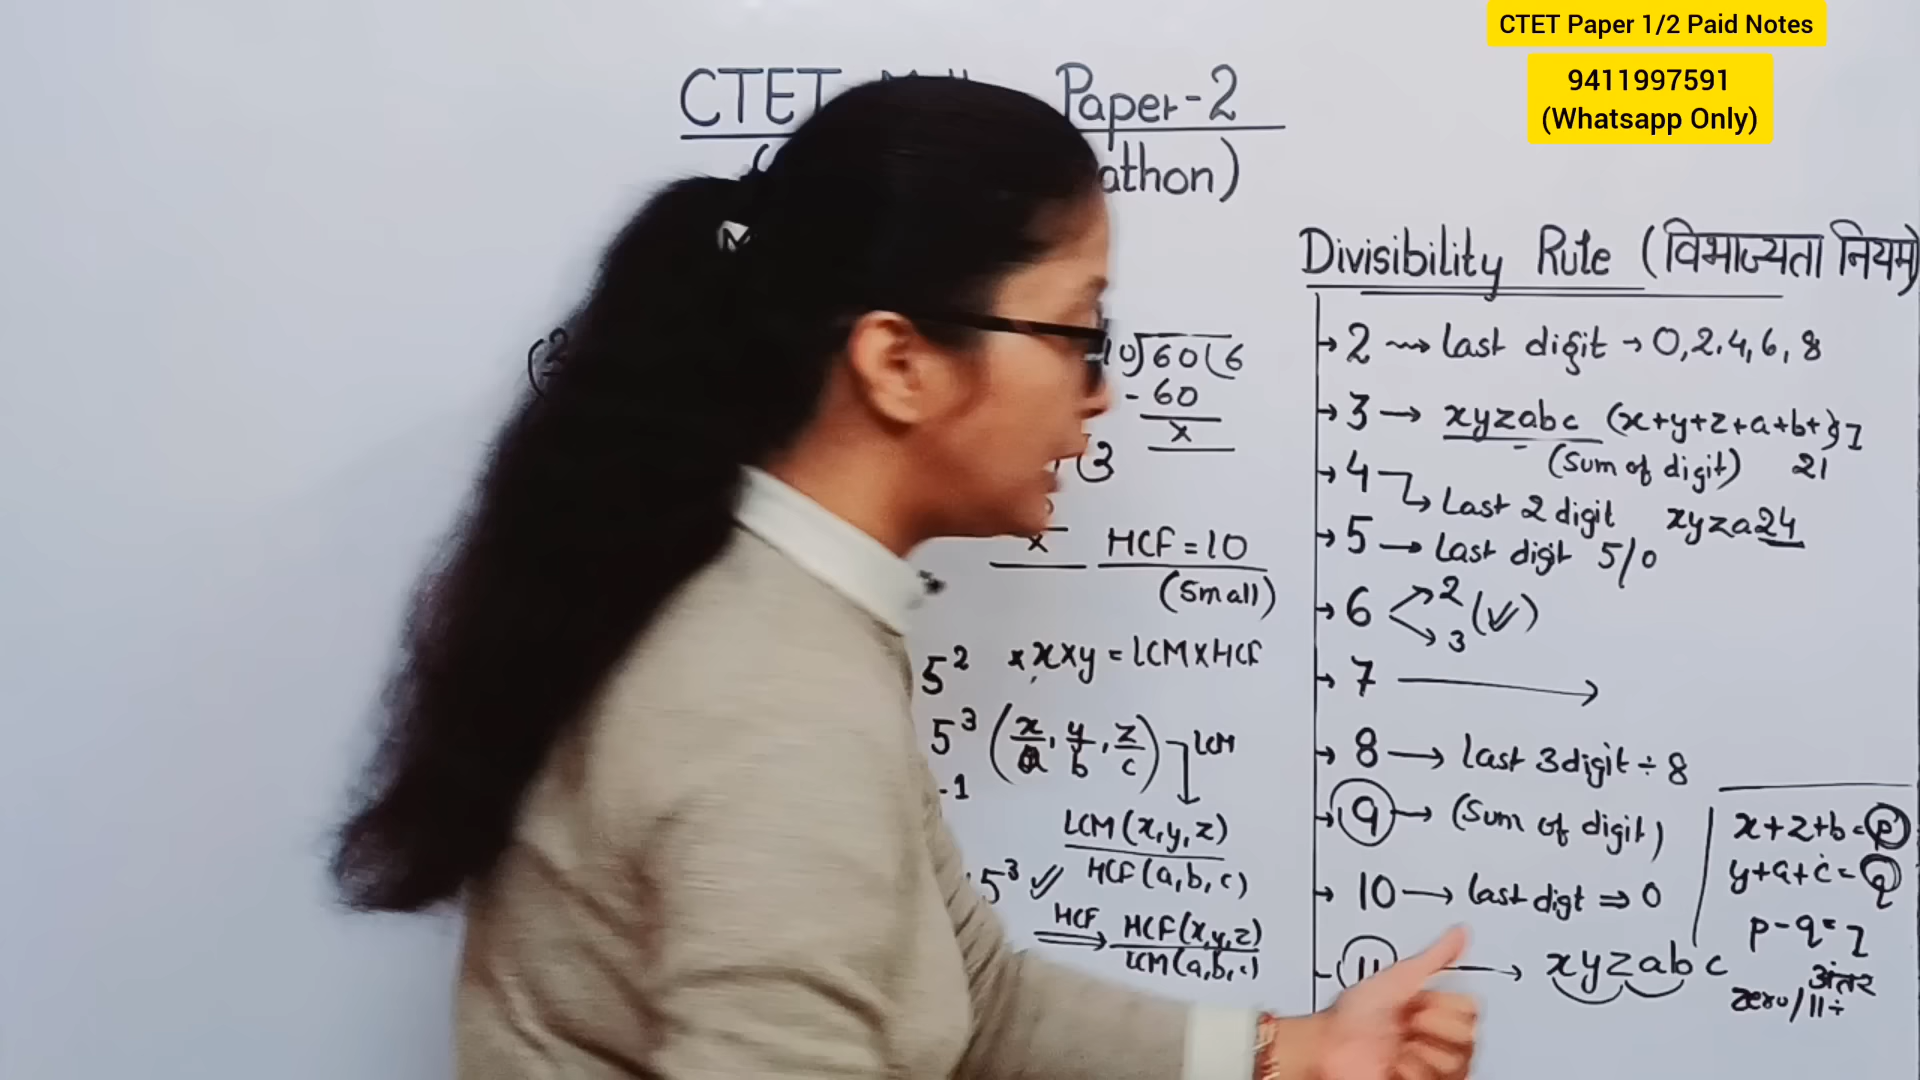 CTET Paper 1/2 Paid Notes
9411997591
(Whatsapp Only)
CTET Paper-2
athon)
Divisibility Rule (विभाज्यता नियम)
2 → last digit → 0,2,4,6,8
3 → xyzabc (x+y+z+a+b+
(Sum of digit) 21
4 → Last 2 digit xyza24
5 → Last digit 5/0
6 2 3 (✓)
7 →
8 → last 3 digit ÷ 8
9 → (Sum of digit)
10 → last digt ⇒ 0
11 → xyzabc
x+z+b=p
y+a+c=q
p-q=
अंतर
zero/11÷
10)60(6
-60
x
(3
x
HCF=10
(Small)
5² × x×y = LCM×HCF
5³ (x/a, y/b, z/c) LCM
-1
LCM(x,y,z)
HCF(a,b,c)
5³ ✓
HCF ⇒ HCF(x,y,z)
LCM(a,b,c)